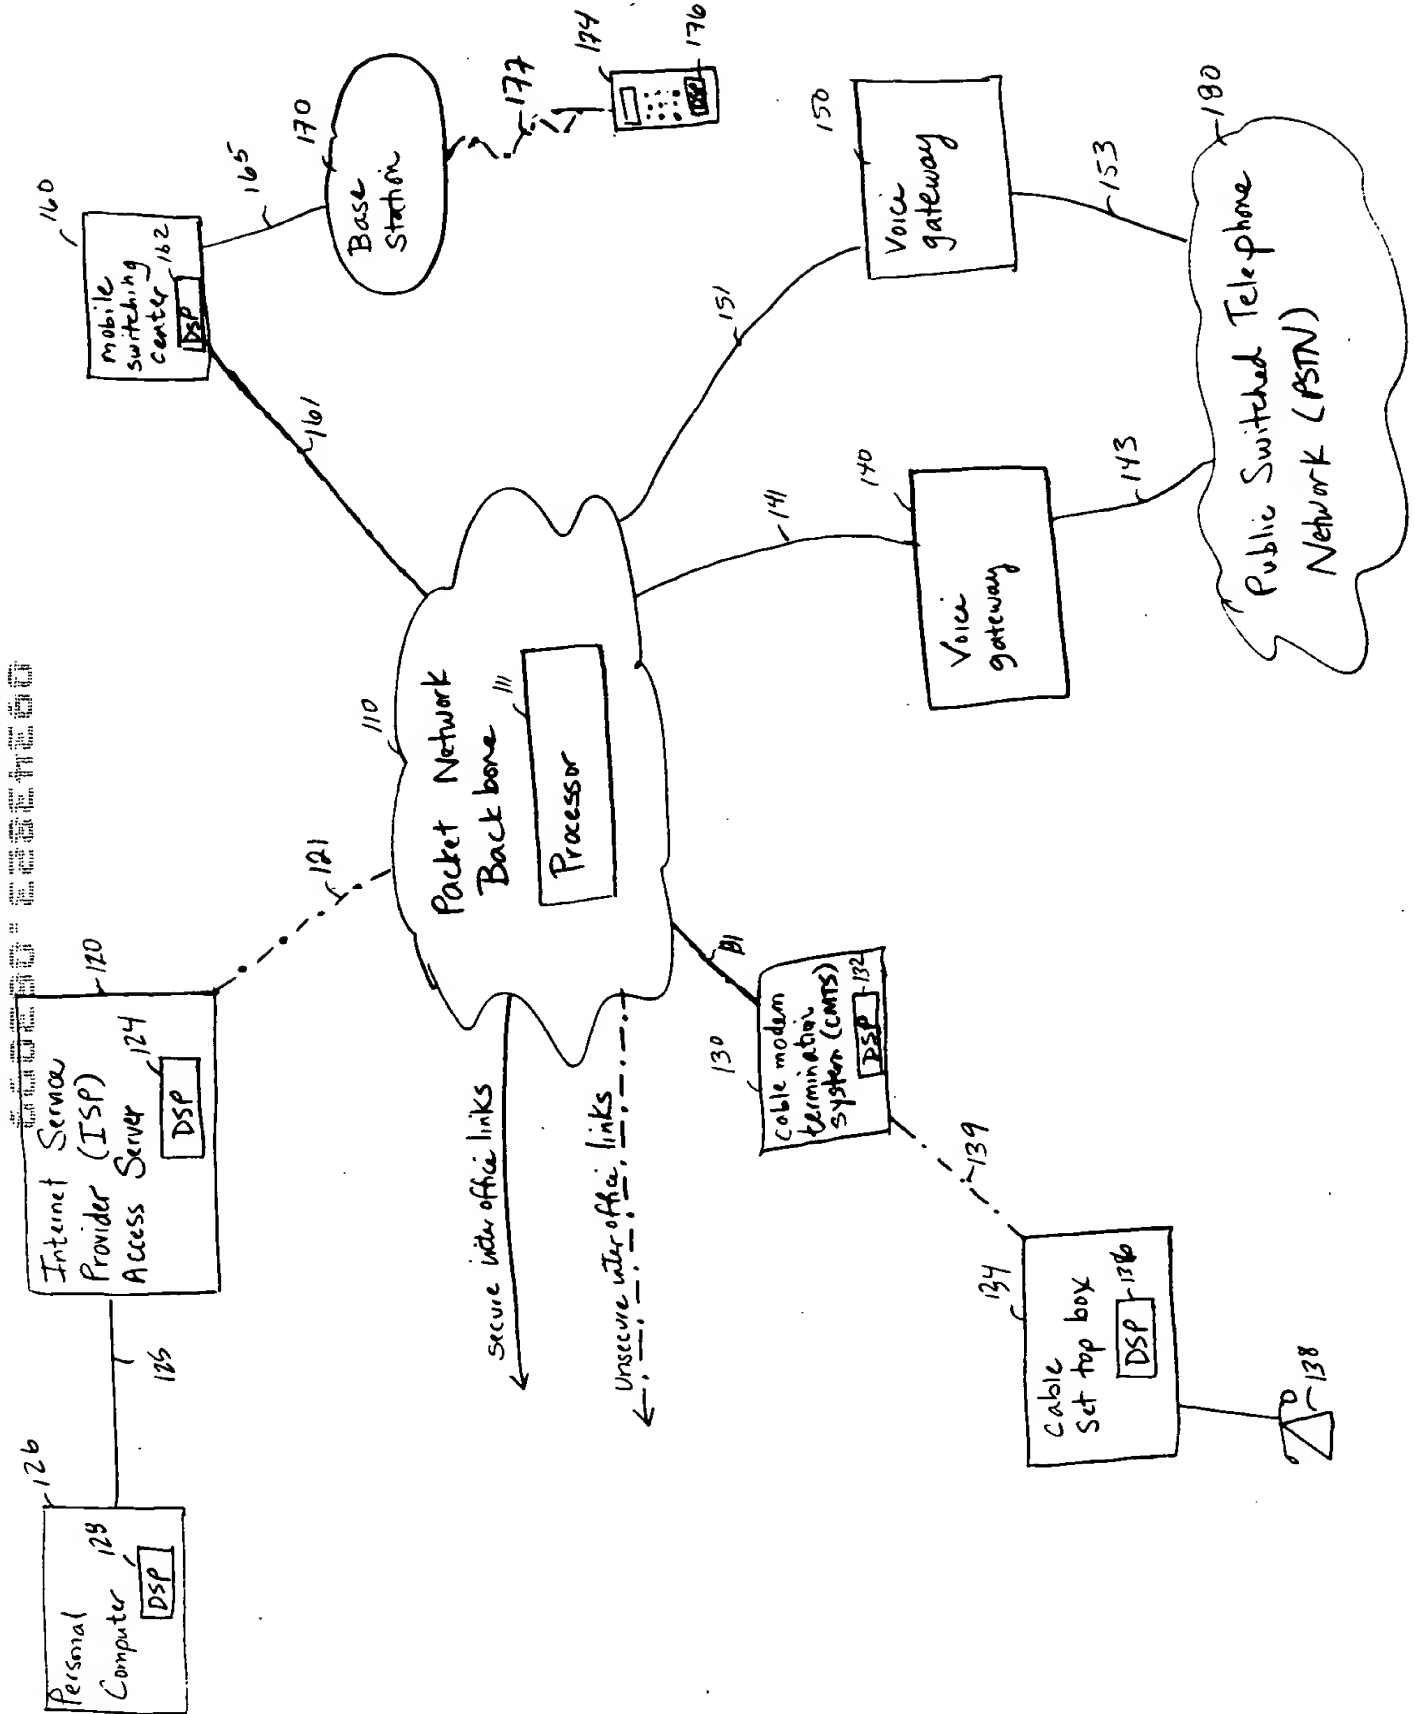 126
Personal
Computer 128
DSP
125
120
Internet Service
Provider (ISP)
Access Server 124
DSP
121
110
Packet Network
Backbone
111
Processor
161
160
mobile
switching
center 162
DSP
165
170
Base
Station
177
174
DSP
176
secure inter office links
unsecure inter office links
131
130
cable modem
termination
system (CMTS)
DSP 132
139
134
Cable
Set top box
DSP 136
138
141
140
Voice
gateway
143
151
150
Voice
gateway
153
180
Public Switched Telephone
Network (PSTN)